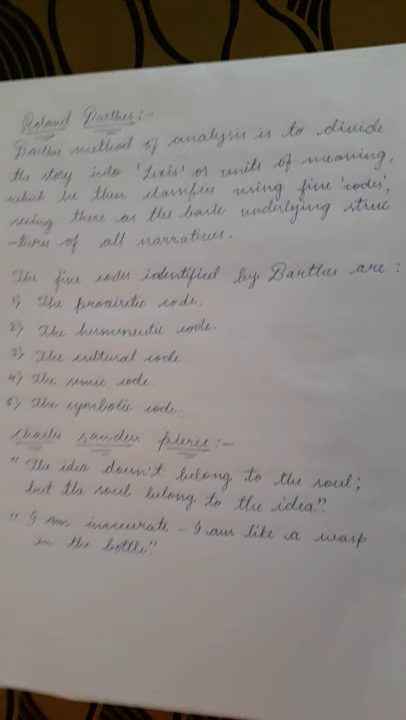 Roland Barthes:-
Barthes method of analysis is to divide
the story into 'Lexis' or units of meaning,
which he then classifies using five 'codes',
seeing these as the basic underlying struc
-tures of all narratives.
The five codes identified by Barthes are :
1) The proairetic code.
2) The hermeneutic code.
3) The cultural code
4) The semic code
5) The symbolic code.
Charles Sanders pierce:-
"The idea doesn't belong to the soul;
but the soul belong to the idea".
"I am inaccurate - I am like a wasp
in the bottle".